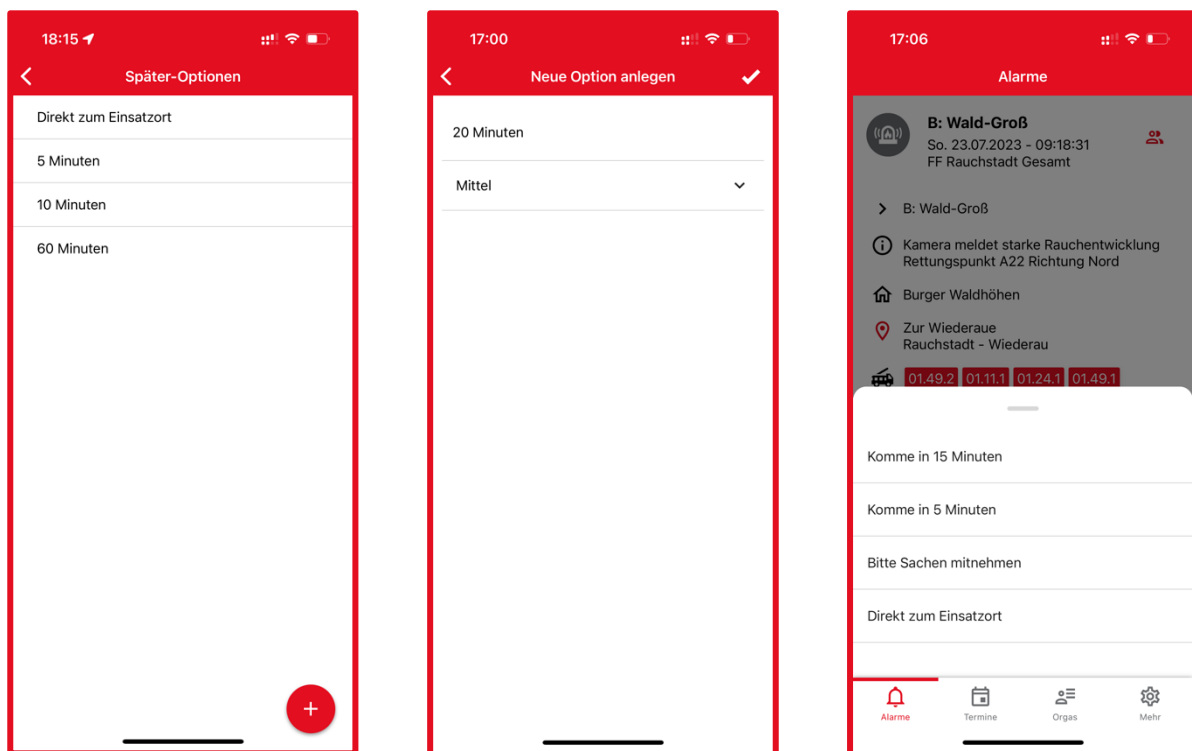 18:15
Später-Optionen
Direkt zum Einsatzort
5 Minuten
10 Minuten
60 Minuten
+
17:00
Neue Option anlegen
20 Minuten
Mittel
17:06
Alarme
B: Wald-Groß
So. 23.07.2023 - 09:18:31
FF Rauchstadt Gesamt
B: Wald-Groß
Kamera meldet starke Rauchentwicklung
Rettungspunkt A22 Richtung Nord
Burger Waldhöhen
Zur Wiederaue
Rauchstadt - Wiederau
01.49.2 01.11.1 01.24.1 01.49.1
Komme in 15 Minuten
Komme in 5 Minuten
Bitte Sachen mitnehmen
Direkt zum Einsatzort
Alarme Termine Orgas Mehr